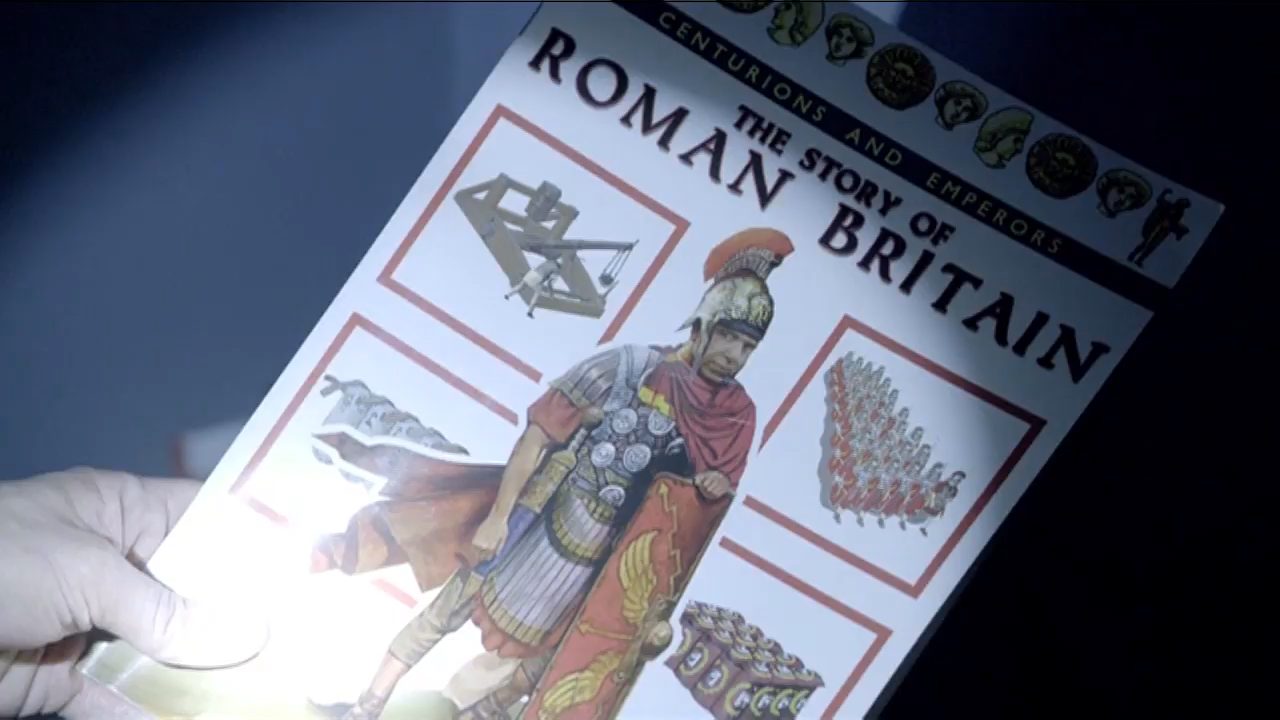 CENTURIONS AND EMPERORS
THE STORY OF
ROMAN BRITAIN